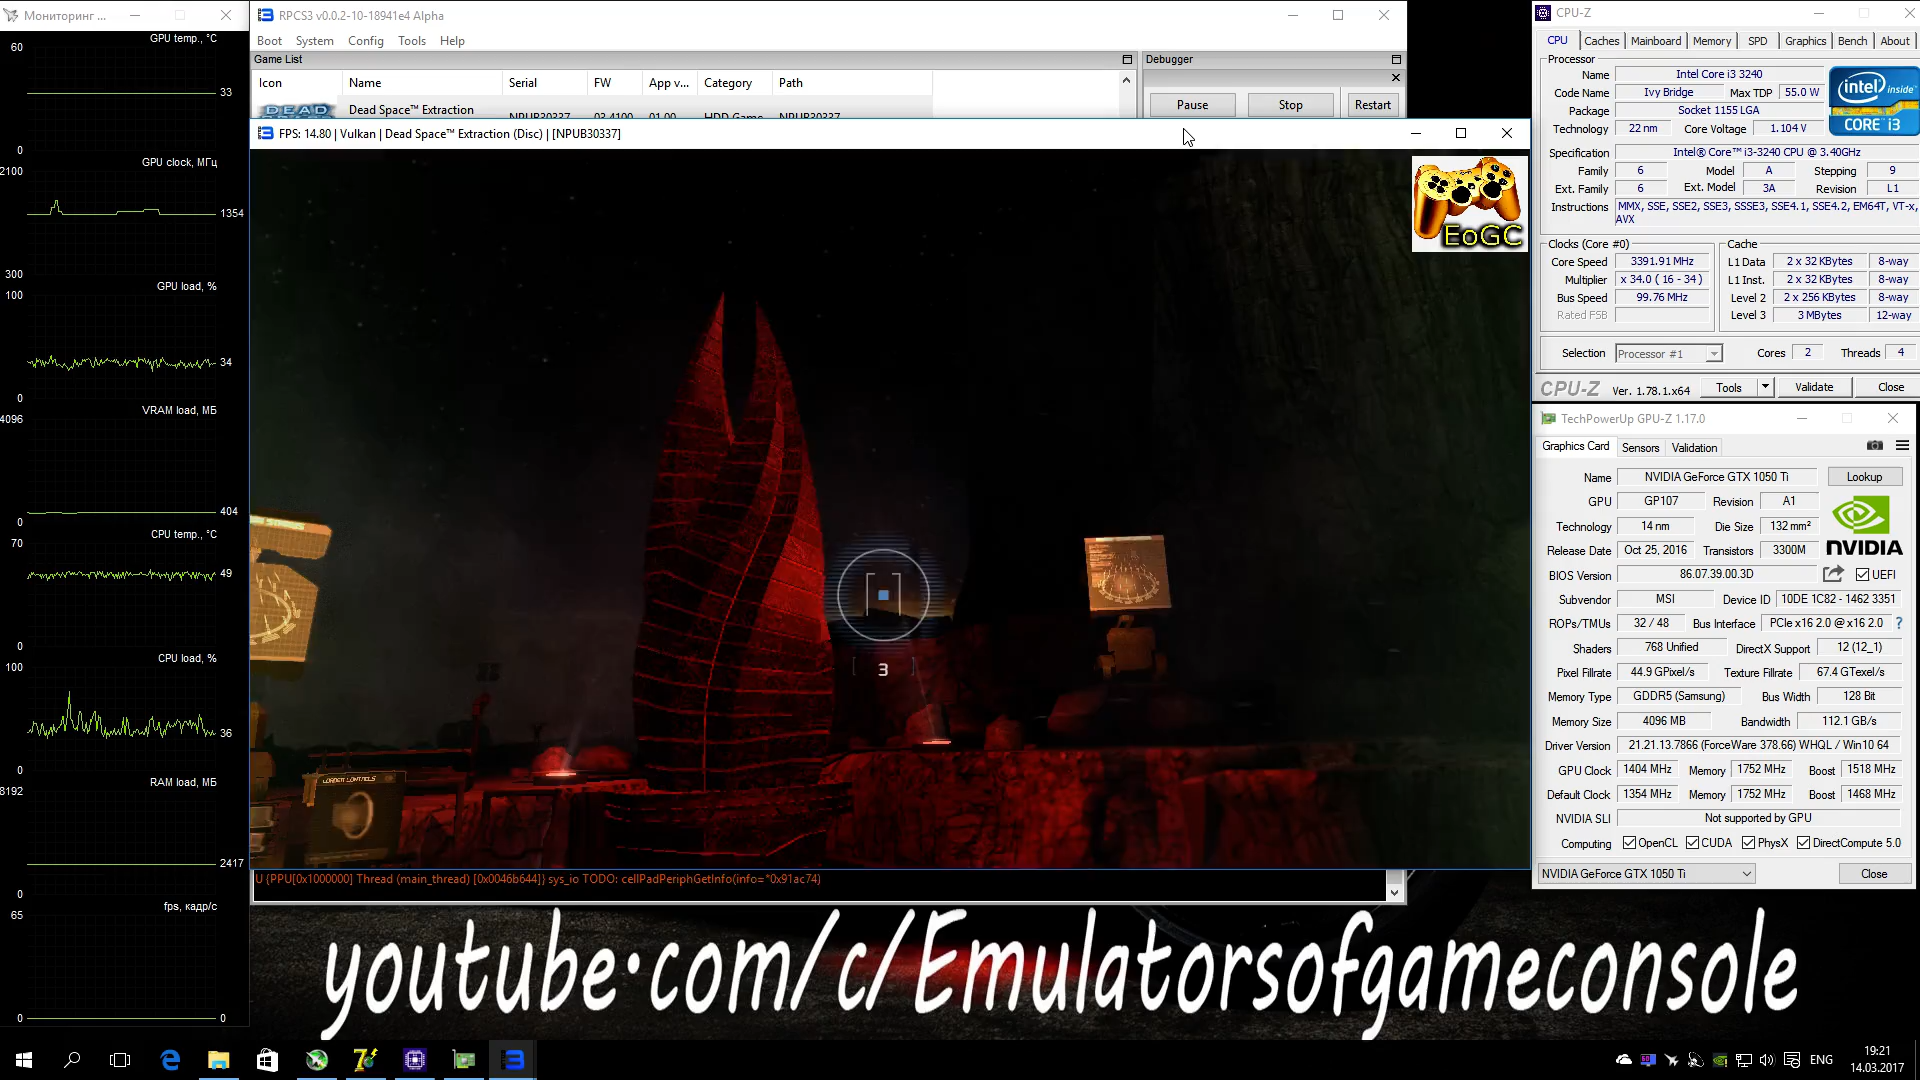 Мониторинг ...
GPU temp., °C
60
33
0
GPU clock, МГц
2100
1354
300
GPU load, %
100
34
0
VRAM load, МБ
4096
404
0
CPU temp., °C
70
49
0
CPU load, %
100
36
0
RAM load, МБ
8192
2417
0
fps, кадр/с
65
0
0
RPCS3 v0.0.2-10-18941e4 Alpha
Boot System Config Tools Help
Game List
Icon Name Serial FW App v... Category Path
DEAD
Dead Space™ Extraction NPUB30337 03.4100 01.00 HDD Game NPUB30337
Debugger
Pause Stop Restart
FPS: 14.80 | Vulkan | Dead Space™ Extraction (Disc) | [NPUB30337]
EoGC
3
LOADER CONTROLS
U {PPU[0x1000000] Thread (main_thread) [0x0046b644]} sys_io TODO: cellPadPeriphGetInfo(info=*0x91ac74)
youtube.com/c/Emulatorsofgameconsole
CPU-Z
CPU Caches Mainboard Memory SPD Graphics Bench About
Processor
Name Intel Core i3 3240
Code Name Ivy Bridge Max TDP 55.0 W
Package Socket 1155 LGA
Technology 22 nm Core Voltage 1.104 V
intel inside™
CORE i3
Specification Intel® Core™ i3-3240 CPU @ 3.40GHz
Family 6 Model A Stepping 9
Ext. Family 6 Ext. Model 3A Revision L1
Instructions MMX, SSE, SSE2, SSE3, SSSE3, SSE4.1, SSE4.2, EM64T, VT-x, AVX
Clocks (Core #0)
Core Speed 3391.91 MHz
Multiplier x 34.0 ( 16 - 34 )
Bus Speed 99.76 MHz
Rated FSB
Cache
L1 Data 2 x 32 KBytes 8-way
L1 Inst. 2 x 32 KBytes 8-way
Level 2 2 x 256 KBytes 8-way
Level 3 3 MBytes 12-way
Selection Processor #1 Cores 2 Threads 4
CPU-Z Ver. 1.78.1.x64 Tools Validate Close
TechPowerUp GPU-Z 1.17.0
Graphics Card Sensors Validation
Name NVIDIA GeForce GTX 1050 Ti Lookup
GPU GP107 Revision A1
Technology 14 nm Die Size 132 mm²
Release Date Oct 25, 2016 Transistors 3300M
NVIDIA
BIOS Version 86.07.39.00.3D UEFI
Subvendor MSI Device ID 10DE 1C82 - 1462 3351
ROPs/TMUs 32 / 48 Bus Interface PCIe x16 2.0 @ x16 2.0 ?
Shaders 768 Unified DirectX Support 12 (12_1)
Pixel Fillrate 44.9 GPixel/s Texture Fillrate 67.4 GTexel/s
Memory Type GDDR5 (Samsung) Bus Width 128 Bit
Memory Size 4096 MB Bandwidth 112.1 GB/s
Driver Version 21.21.13.7866 (ForceWare 378.66) WHQL / Win10 64
GPU Clock 1404 MHz Memory 1752 MHz Boost 1518 MHz
Default Clock 1354 MHz Memory 1752 MHz Boost 1468 MHz
NVIDIA SLI Not supported by GPU
Computing OpenCL CUDA PhysX DirectCompute 5.0
NVIDIA GeForce GTX 1050 Ti Close
ENG
19:21
14.03.2017